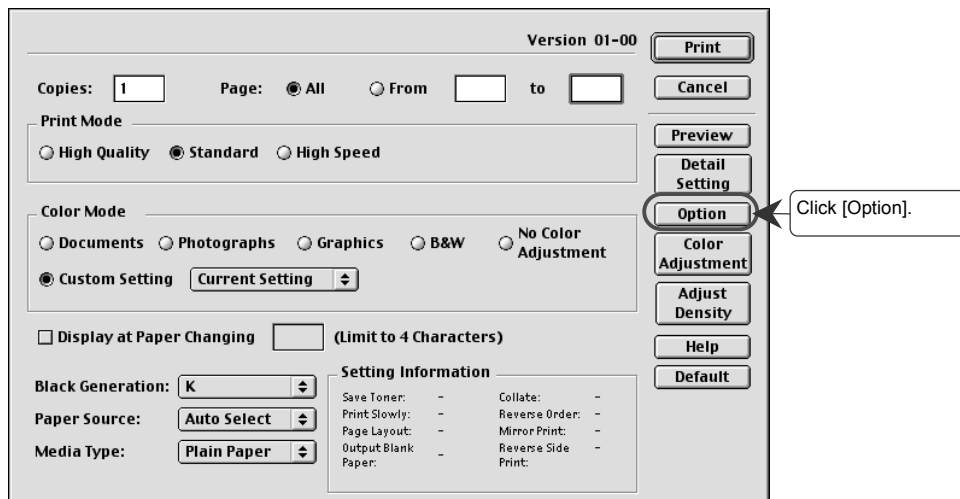 Version 01-00
Copies: 1 Page: All From to
Print Mode
High Quality Standard High Speed
Color Mode
Documents Photographs Graphics B&W No Color Adjustment
Custom Setting Current Setting
Display at Paper Changing (Limit to 4 Characters)
Black Generation: K
Paper Source: Auto Select
Media Type: Plain Paper
Setting Information
Save Toner: - Collate: -
Print Slowly: - Reverse Order: -
Page Layout: - Mirror Print: -
Output Blank Paper: - Reverse Side Print: -
Print
Cancel
Preview
Detail
Setting
Option
Color
Adjustment
Adjust
Density
Help
Default
Click [Option].